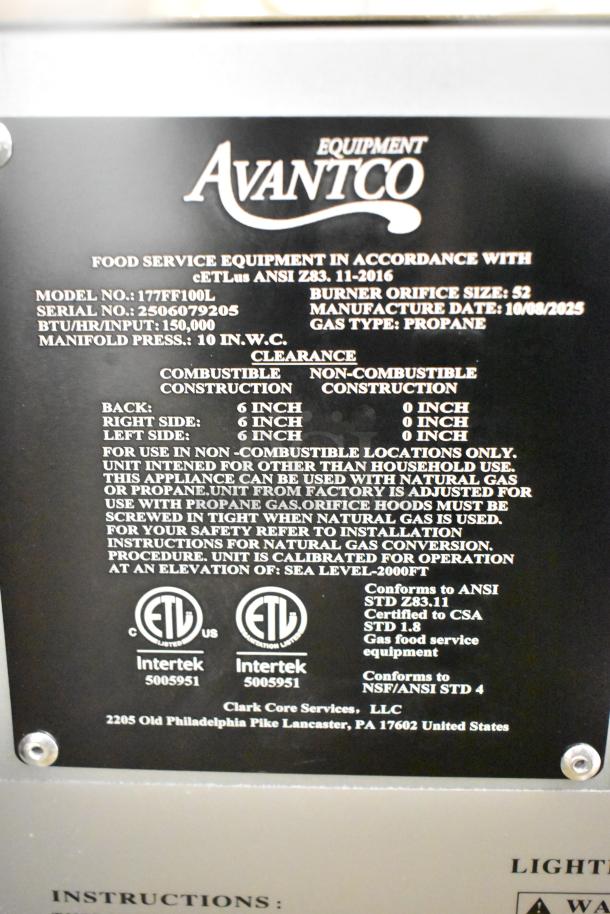 EQUIPMENT
AVANTCO
FOOD SERVICE EQUIPMENT IN ACCORDANCE WITH
cETLus ANSI Z83. 11-2016
MODEL NO.: 177FF100L BURNER ORIFICE SIZE: 52
SERIAL NO.: 2506079205 MANUFACTURE DATE: 10/08/2025
BTU/HR/INPUT: 150,000 GAS TYPE: PROPANE
MANIFOLD PRESS.: 10 IN.W.C.
CLEARANCE
COMBUSTIBLE NON-COMBUSTIBLE
CONSTRUCTION CONSTRUCTION
BACK: 6 INCH 0 INCH
RIGHT SIDE: 6 INCH 0 INCH
LEFT SIDE: 6 INCH 0 INCH
FOR USE IN NON -COMBUSTIBLE LOCATIONS ONLY.
UNIT INTENED FOR OTHER THAN HOUSEHOLD USE.
THIS APPLIANCE CAN BE USED WITH NATURAL GAS
OR PROPANE.UNIT FROM FACTORY IS ADJUSTED FOR
USE WITH PROPANE GAS.ORIFICE HOODS MUST BE
SCREWED IN TIGHT WHEN NATURAL GAS IS USED.
FOR YOUR SAFETY REFER TO INSTALLATION
INSTRUCTIONS FOR NATURAL GAS CONVERSION.
PROCEDURE. UNIT IS CALIBRATED FOR OPERATION
AT AN ELEVATION OF: SEA LEVEL-2000FT
C ETL LISTED US
Intertek
5005951
ETL SANITATION LISTED
Intertek
5005951
Conforms to ANSI
STD Z83.11
Certified to CSA
STD 1.8
Gas food service
equipment
Conforms to
NSF/ANSI STD 4
Clark Core Services, LLC
2205 Old Philadelphia Pike Lancaster, PA 17602 United States
INSTRUCTIONS: